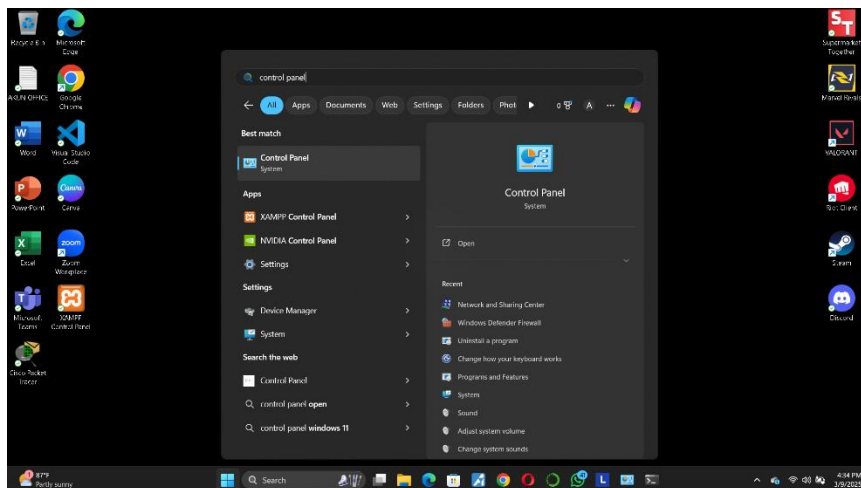 Recycle Bin
Microsoft
Edge
AKUN OFFICE
Google
Chrome
Word
Visual Studio
Code
PowerPoint
Canva
Excel
Zoom
Workplace
Microsoft
Teams
XAMPP
Control Panel
Cisco Packet
Tracer
control panel
All
Apps
Documents
Web
Settings
Folders
Phot
0
A
...
Best match
Control Panel
System
Apps
XAMPP Control Panel
NVIDIA Control Panel
Settings
Settings
Device Manager
System
Search the web
Control Panel
control panel open
control panel windows 11
Control Panel
System
Open
Recent
Network and Sharing Center
Windows Defender Firewall
Uninstall a program
Change how your keyboard works
Programs and Features
System
Sound
Adjust system volume
Change system sounds
Supermarket
Together
Marvel Rivals
VALORANT
Riot Client
Steam
Discord
87°F
Partly sunny
Search
4:34 PM
3/9/2025